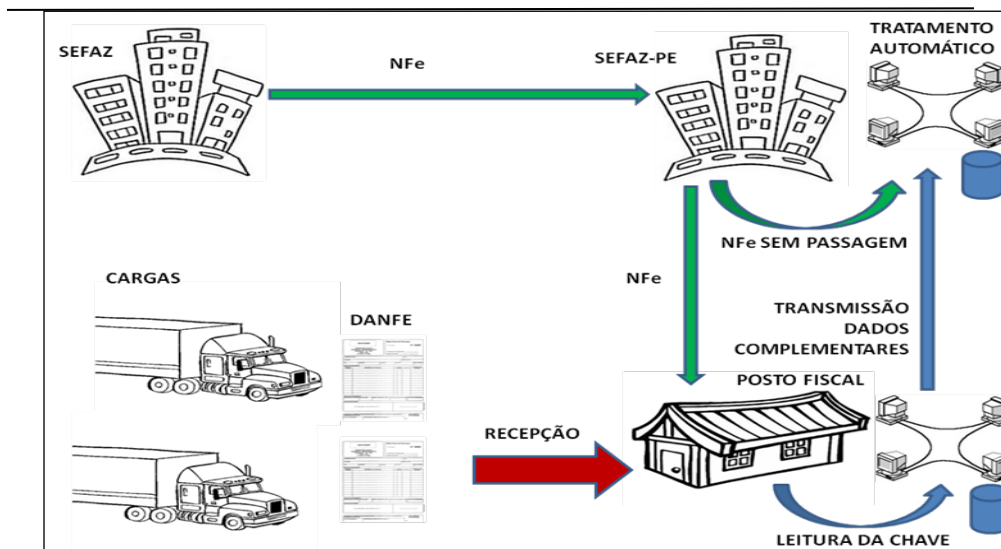 SEFAZ
NFe
SEFAZ-PE
TRATAMENTO
AUTOMÁTICO
NFe SEM PASSAGEM
NFe
CARGAS
DANFE
TRANSMISSÃO
DADOS
COMPLEMENTARES
POSTO FISCAL
RECEPÇÃO
LEITURA DA CHAVE